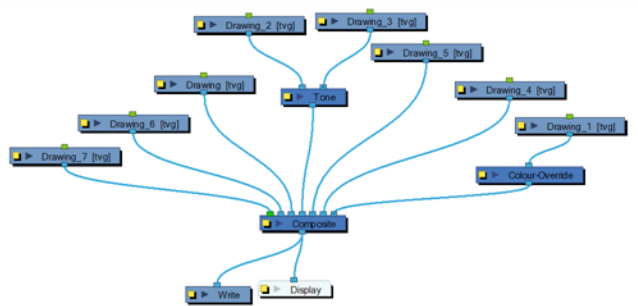 Drawing_2 [tvg]
Drawing_3 [tvg]
Drawing_5 [tvg]
Drawing [tvg]
Drawing_4 [tvg]
Tone
Drawing_6 [tvg]
Drawing_1 [tvg]
Drawing_7 [tvg]
Colour-Override
Composite
Write
Display